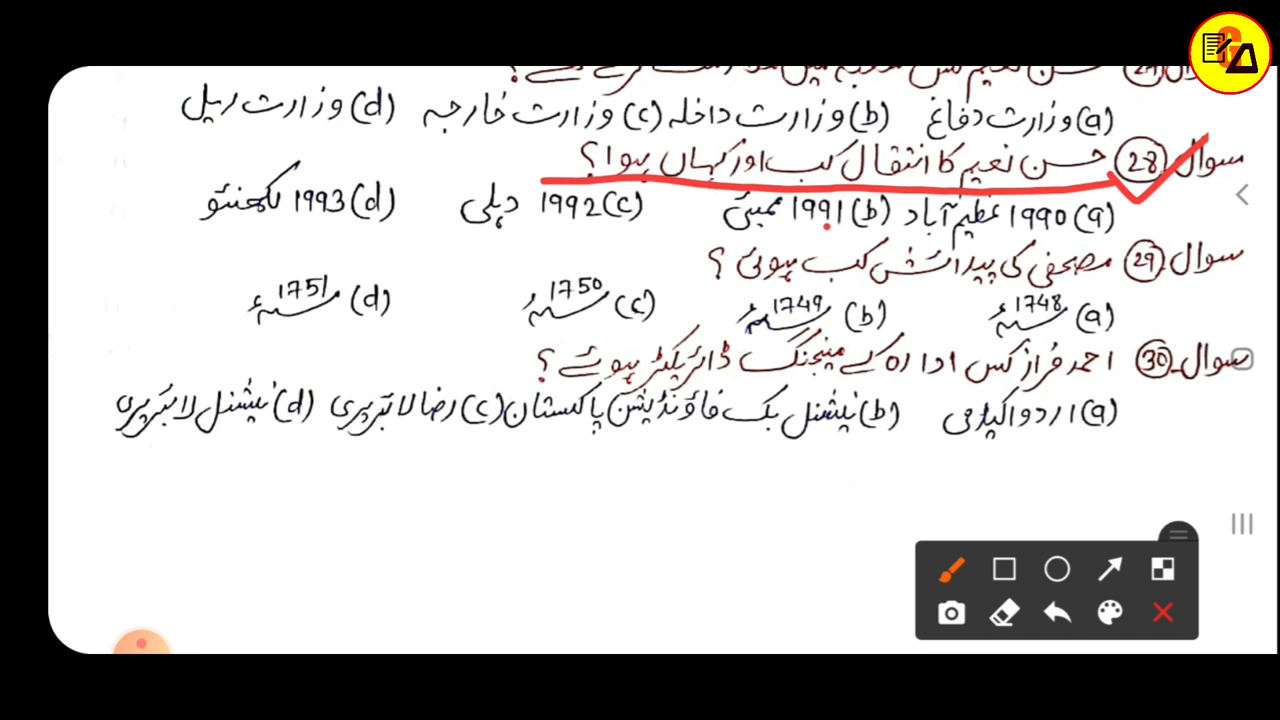 (a) وزارت دفاغ (b) وزارت داخلہ (c) وزارت خارجہ (d) وزارت ریل
سوال 28 حسن نعیم کا انتقال کب اور کہاں ہوا؟
(a) 1990 عظیم آباد (b) 1991 ممبئی (c) 1992 دہلی (d) 1993 لکھنئو
سوال 29 مصحفی کی پیدائش کب ہوئی ؟
(a) 1748ء (b) 1749ء (c) 1750ء (d) 1751ء
سوال 30 احمد فراز کس ادارہ کے مینجنگ ڈائریکٹر ہوئے ؟
(a) اردو اکیڈمی (b) نیشنل بک فاؤنڈیشن پاکستان (c) رضا لائبریری (d) نیشنل لائبریری